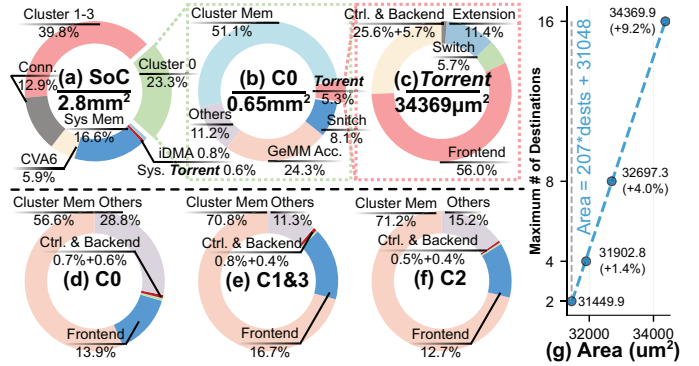 Cluster 1-3
39.8%
Conn.
12.9%
(a) SoC
2.8mm²
Cluster 0
23.3%
Sys Mem
16.6%
CVA6
5.9%
iDMA 0.8%
Sys. Torrent 0.6%
Cluster Mem
51.1%
(b) C0
0.65mm²
Torrent
5.3%
Snitch
8.1%
Others
11.2%
GeMM Acc.
24.3%
Ctrl. & Backend
25.6%+5.7%
Extension
11.4%
Switch
5.7%
(c) Torrent
34369μm²
Frontend
56.0%
Cluster Mem
56.6%
Others
28.8%
Ctrl. & Backend
0.7%+0.6%
(d) C0
Frontend
13.9%
Cluster Mem
70.8%
Others
11.3%
Ctrl. & Backend
0.8%+0.4%
(e) C1&3
Frontend
16.7%
Cluster Mem
71.2%
Others
15.2%
Ctrl. & Backend
0.5%+0.4%
(f) C2
Frontend
12.7%
Maximum # of Destinations
16
8
4
2
Area = 207*dests + 31048
34369.9
(+9.2%)
32697.3
(+4.0%)
31902.8
(+1.4%)
31449.9
32000
34000
(g) Area (um²)